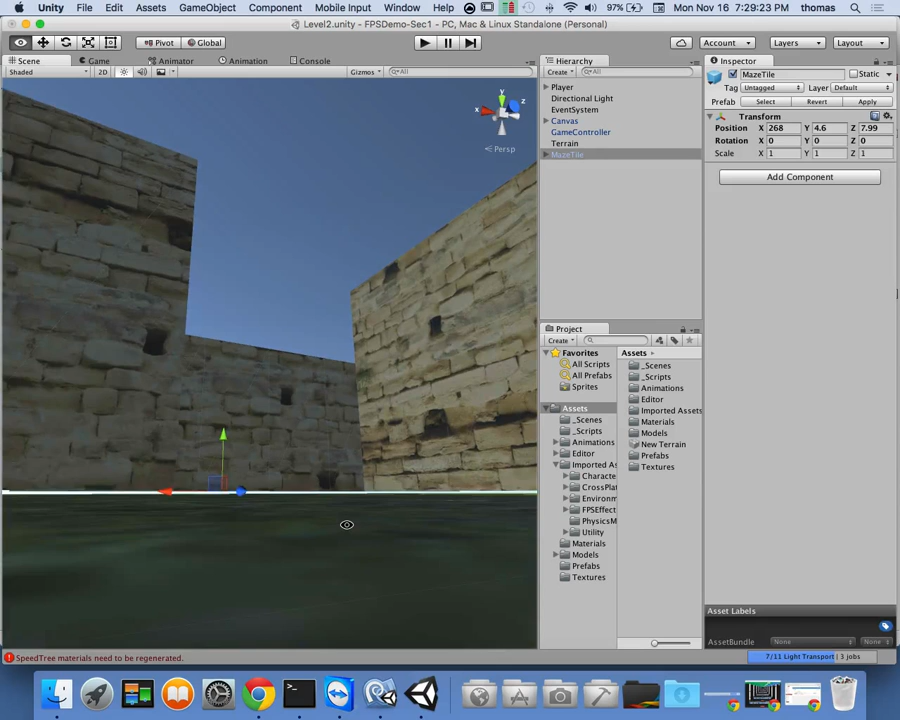 Unity File Edit Assets GameObject Component Mobile Input Window Help 97% Mon Nov 16 7:29:23 PM thomas
Level2.unity - FPSDemo-Sec1 - PC, Mac & Linux Standalone (Personal)
Pivot Global Account Layers Layout
Scene Game Animator Animation Console
Shaded 2D Gizmos All
y
x z
Persp
Hierarchy
Create All
Player
Directional Light
EventSystem
Canvas
GameController
Terrain
MazeTile
Project
Create
Favorites
All Scripts
All Prefabs
Sprites
Assets
_Scenes
_Scripts
Animations
Editor
Imported As
Characte
CrossPlat
Environm
FPSEffect
PhysicsM
Utility
Materials
Models
Prefabs
Textures
Assets
_Scenes
_Scripts
Animations
Editor
Imported Assets
Materials
Models
New Terrain
Prefabs
Textures
Inspector
MazeTile Static
Tag Untagged Layer Default
Prefab Select Revert Apply
Transform
Position X 268 Y 4.6 Z 7.99
Rotation X 0 Y 0 Z 0
Scale X 1 Y 1 Z 1
Add Component
Asset Labels
AssetBundle None None
SpeedTree materials need to be regenerated.
7/11 Light Transport | 3 jobs